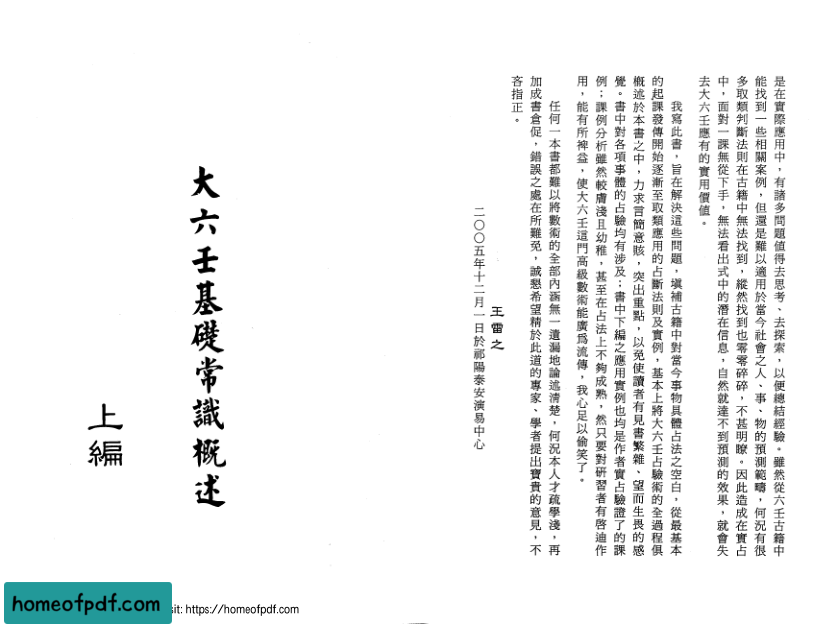 是在實際應用中，有諸多問題值得去思考、去探索，以便總結經驗。雖然從六壬古籍中
能找到一些相關案例，但還是難以適用於當今社會之人、事、物的預測範疇，何況有很
多取類判斷法則在古籍中無法找到，縱然找到也零零碎碎，不甚明瞭。因此造成在實占
中，面對一課無從下手，無法看出式中的潛在信息，自然就達不到預測的效果，就會失
去大六壬應有的實用價值。
我寫此書，旨在解決這些問題，填補古籍中對當今事物具體占法之空白，從最基本
的起課發傳開始逐漸至取類應用的占斷法則及實例，基本上將大六壬占驗術的全過程俱
概述於本書之中，力求言簡意賅，突出重點，以免使讀者有見書繁雜、望而生畏的感
覺。書中對各項事體的占驗均有涉及；書中下編之應用實例也均是作者實占驗證了的課
例；課例分析雖然較膚淺且幼稚，甚至在占法上不夠成熟，然只要對研習者有啓迪作
用，能有所裨益，使大六壬這門高級數術能廣爲流傳，我心足以偷笑了。
任何一本書都難以將數術的全部內涵無一遺漏地論述清楚，何況本人才疏學淺，再
加成書倉促，錯誤之處在所難免，誠懇希望精於此道的專家、學者提出寶貴的意見，不
吝指正。
王雷之
二〇〇五年十二月一日於祁陽泰安演易中心
大六壬基礎常識概述
上編
homeofpdf.com
sit: https://homeofpdf.com